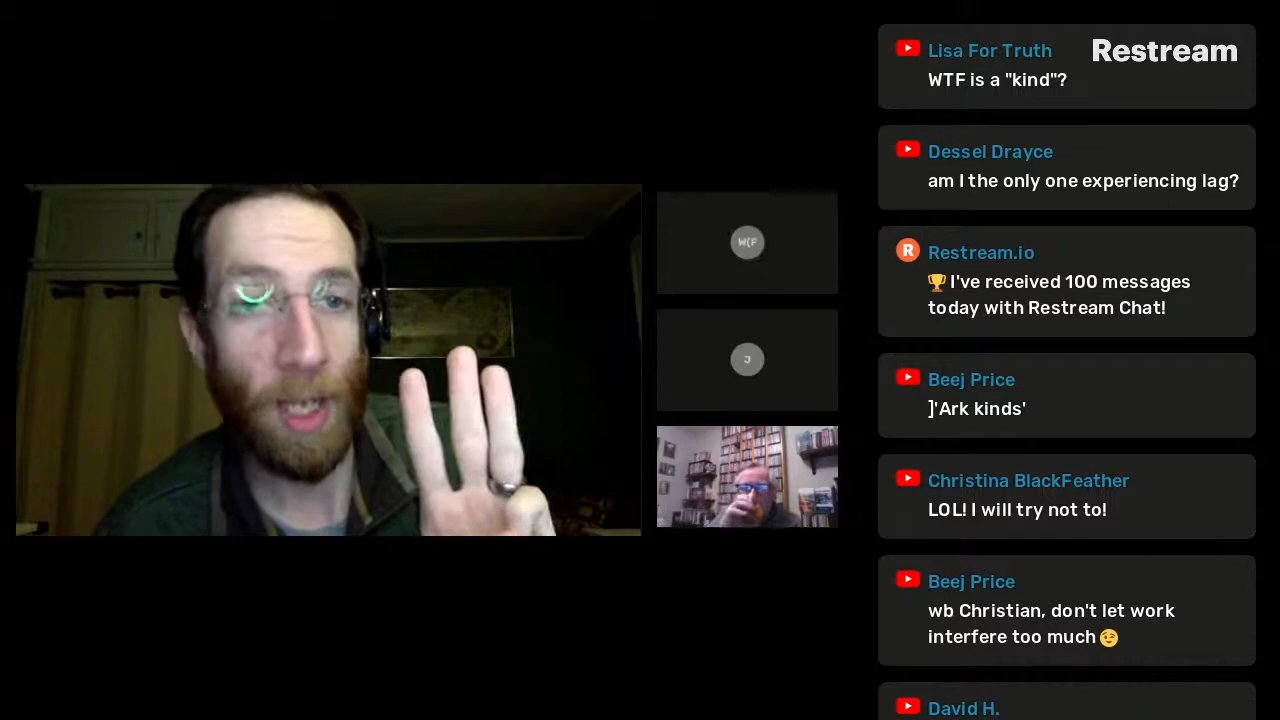 Lisa For Truth
Restream
WTF is a "kind"?
Dessel Drayce
am I the only one experiencing lag?
R
Restream.io
🏆 I've received 100 messages
today with Restream Chat!
Beej Price
]'Ark kinds'
Christina BlackFeather
LOL! I will try not to!
Beej Price
wb Christian, don't let work
interfere too much 😉
David H.
W(F
J